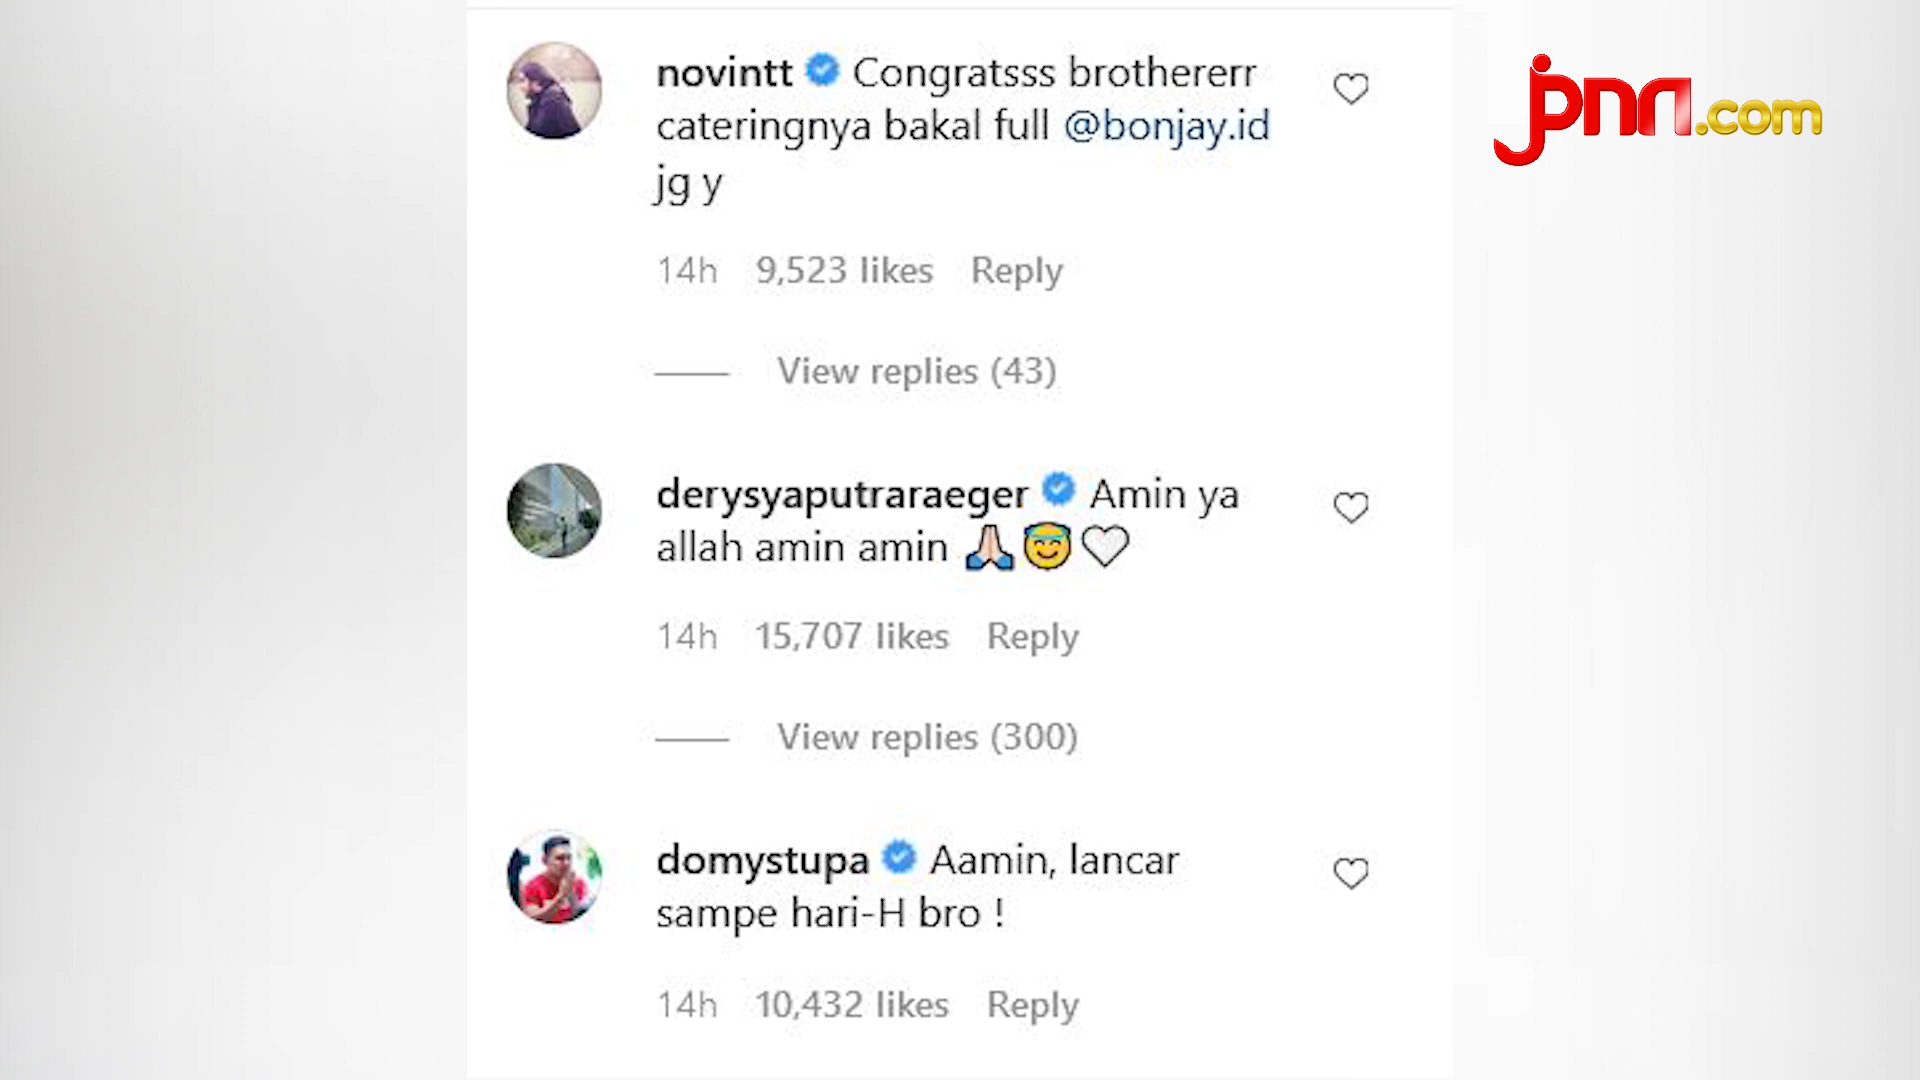 novintt Congratsss brothererr
cateringnya bakal full @bonjay.id
jg y
14h 9,523 likes Reply
View replies (43)
derysyaputraraeger Amin ya
allah amin amin 🙏🏻😇🤍
14h 15,707 likes Reply
View replies (300)
domystupa Aamin, lancar
sampe hari-H bro !
14h 10,432 likes Reply
jpnn.com